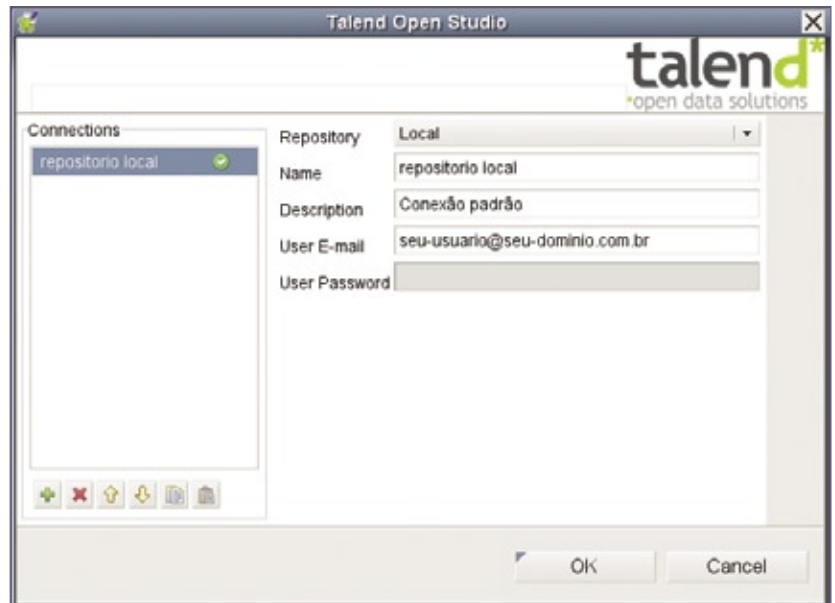 Talend Open Studio
talend*
*open data solutions
Connections
repositorio local
Repository Local
Name repositorio local
Description Conexão padrão
User E-mail seu-usuario@seu-dominio.com.br
User Password
OK Cancel